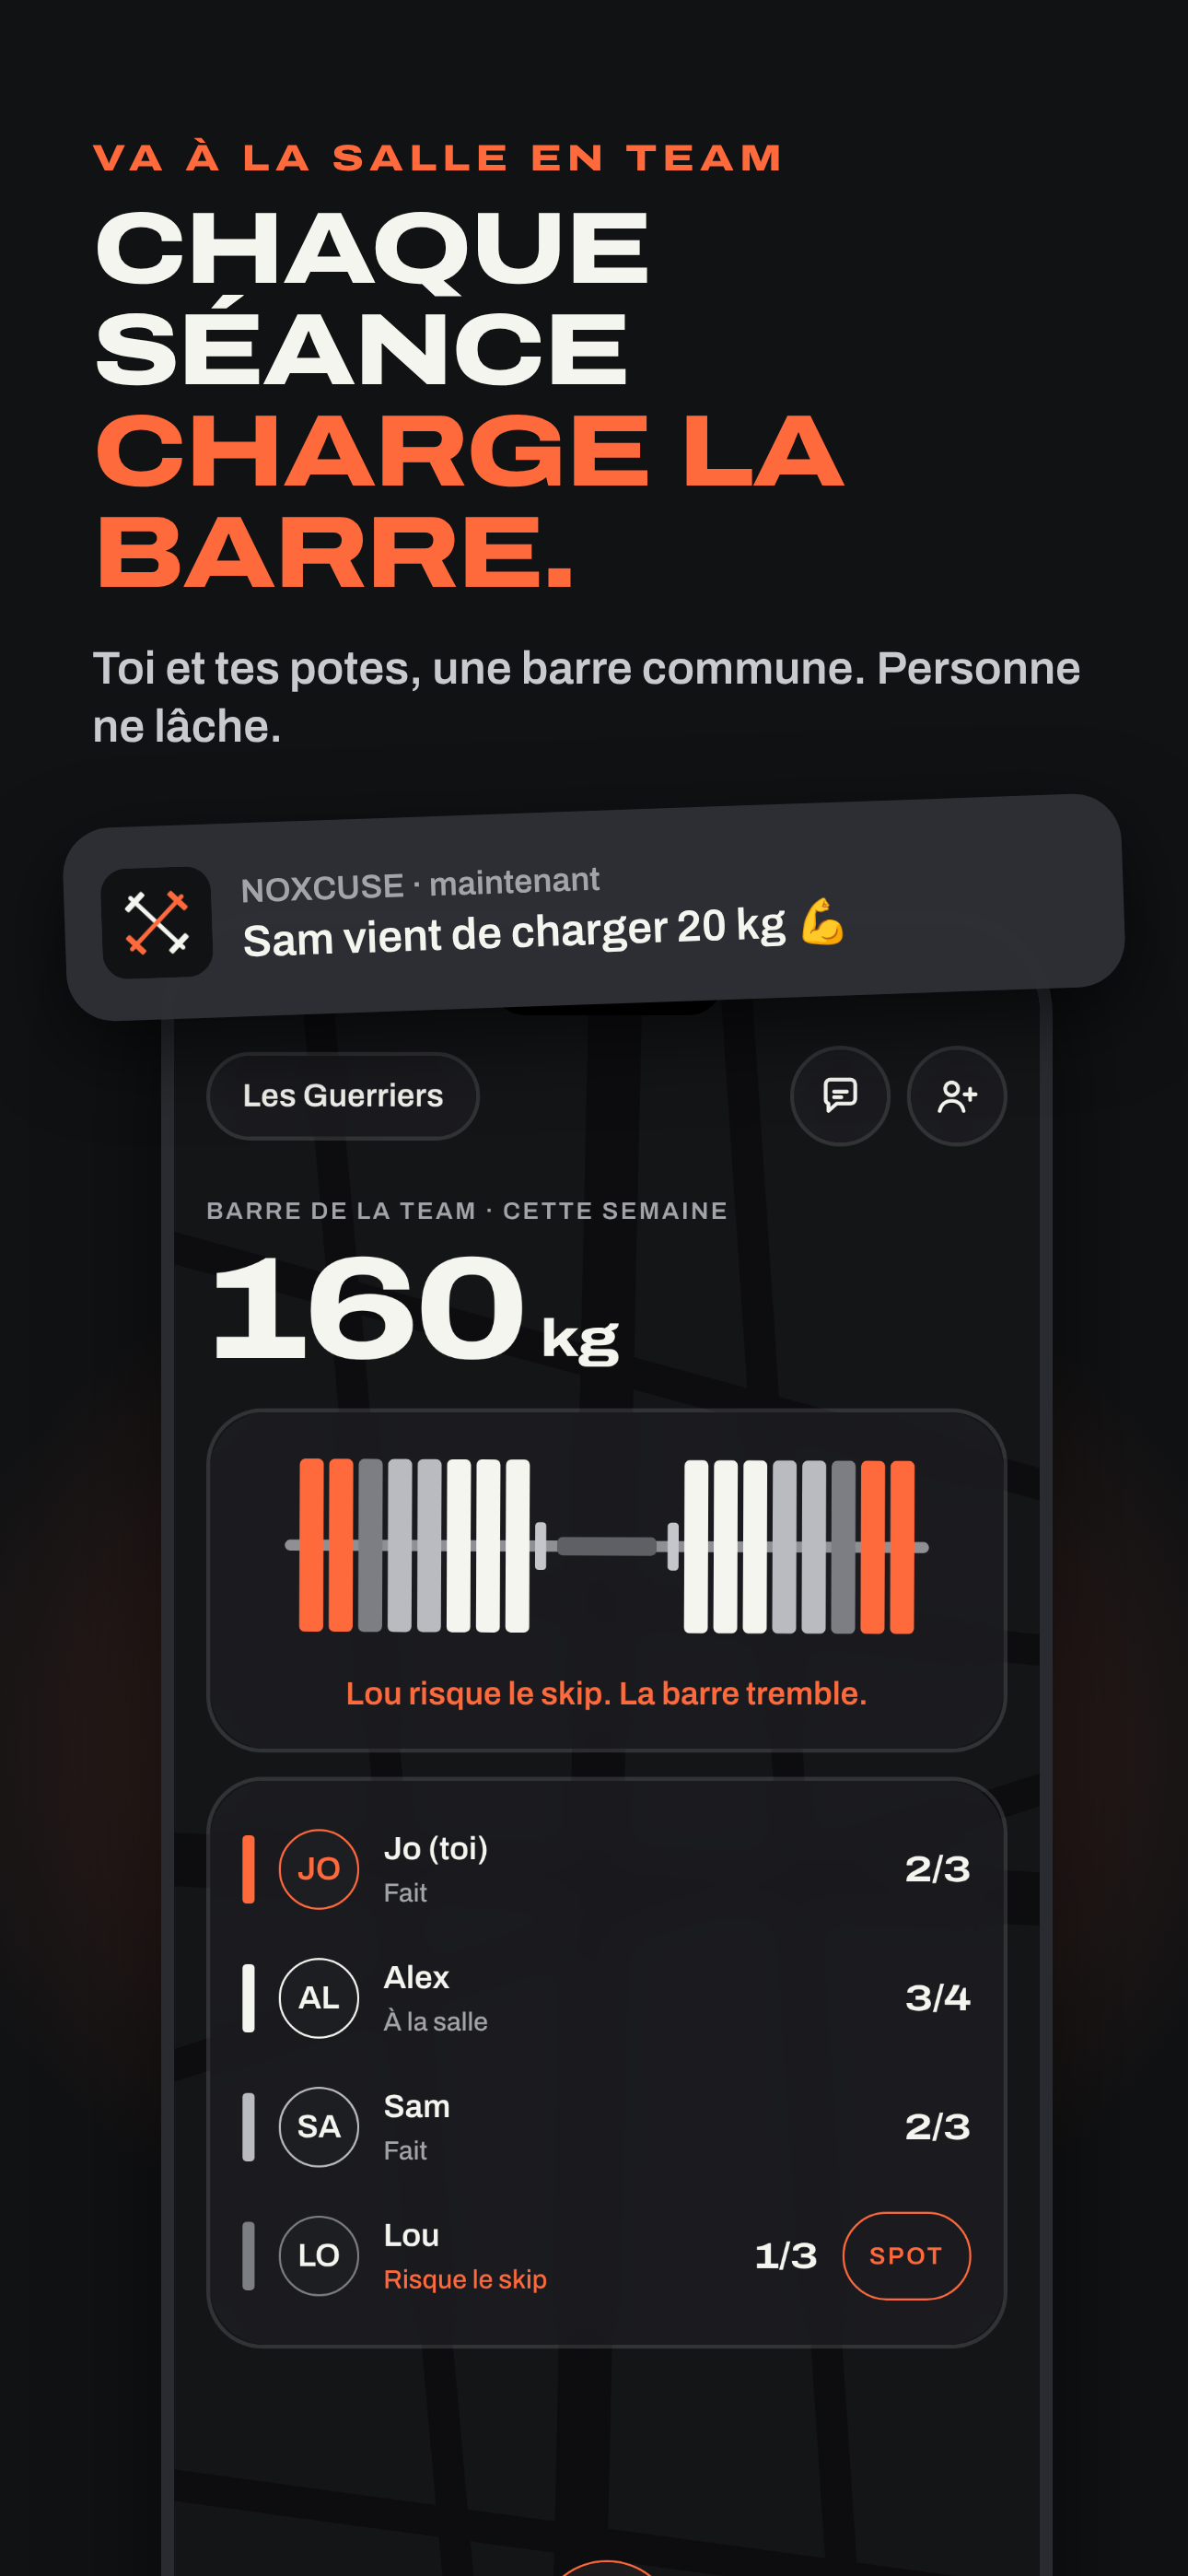 VA À LA SALLE EN TEAM
CHAQUE
SÉANCE
CHARGE LA
BARRE.
Toi et tes potes, une barre commune. Personne
ne lâche.
NOXCUSE · maintenant
Sam vient de charger 20 kg 💪
Les Guerriers
BARRE DE LA TEAM · CETTE SEMAINE
160 kg
Lou risque le skip. La barre tremble.
JO Jo (toi) 2/3
Fait
AL Alex 3/4
À la salle
SA Sam 2/3
Fait
LO Lou 1/3 SPOT
Risque le skip